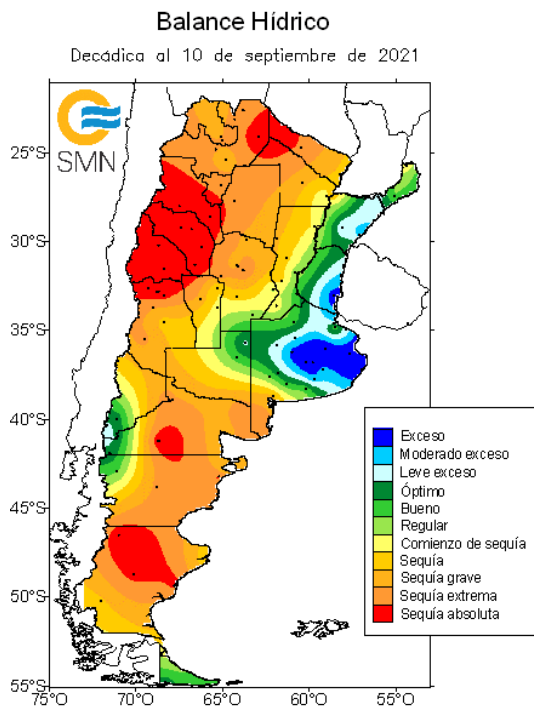 Balance Hídrico
Decádica al 10 de septiembre de 2021
SMN
25°S
30°S
35°S
40°S
45°S
50°S
55°S
75°O
70°O
65°O
60°O
55°O
Exceso
Moderado exceso
Leve exceso
Óptimo
Bueno
Regular
Comienzo de sequía
Sequía
Sequía grave
Sequía extrema
Sequía absoluta